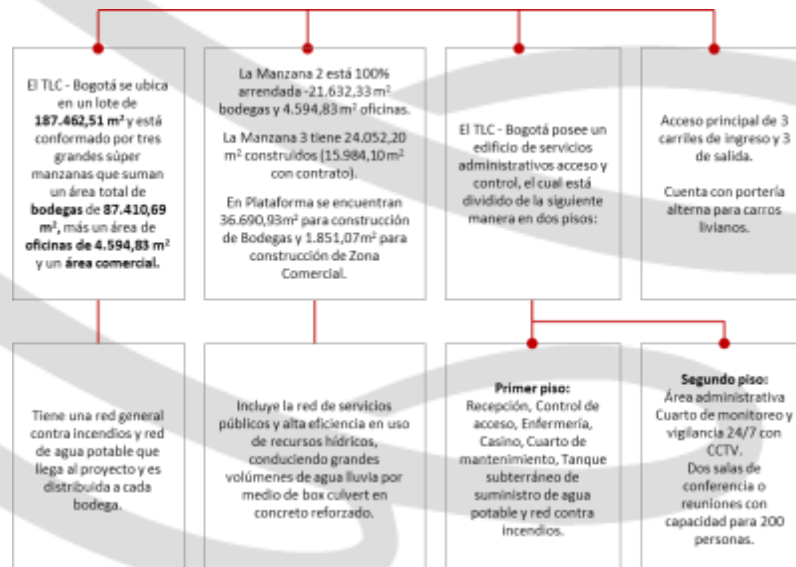 El TLC - Bogotá se ubica
en un lote de
187.462,51 m² y está
conformado por tres
grandes súper
manzanas que suman
un área total de
bodegas de 87.410,69
m², más un área de
oficinas de 4.594,83 m²
y un área comercial.
La Manzana 2 está 100%
arrendada -21.632,33 m²
bodegas y 4.594,83 m² oficinas.
La Manzana 3 tiene 24.052,20
m² construidos (15.984,10 m²
con contrato).
En Plataforma se encuentran
36.690,93m² para construcción
de Bodegas y 1.851,07m² para
construcción de Zona
Comercial.
El TLC - Bogotá posee un
edificio de servicios
administrativos acceso y
control, el cual está
dividido de la siguiente
manera en dos pisos:
Acceso principal de 3
carriles de ingreso y 3
de salida.
Cuenta con portería
alterna para carros
livianos.
Tiene una red general
contra incendios y red
de agua potable que
llega al proyecto y es
distribuida a cada
bodega.
Incluye la red de servicios
públicos y alta eficiencia en uso
de recursos hídricos,
conduciendo grandes
volúmenes de agua lluvia por
medio de box culvert en
concreto reforzado.
Primer piso:
Recepción, Control de
acceso, Enfermería,
Casino, Cuarto de
mantenimiento, Tanque
subterráneo de
suministro de agua
potable y red contra
incendios.
Segundo piso:
Área administrativa
Cuarto de monitoreo y
vigilancia 24/7 con
CCTV.
Dos salas de
conferencia o
reuniones con
capacidad para 200
personas.